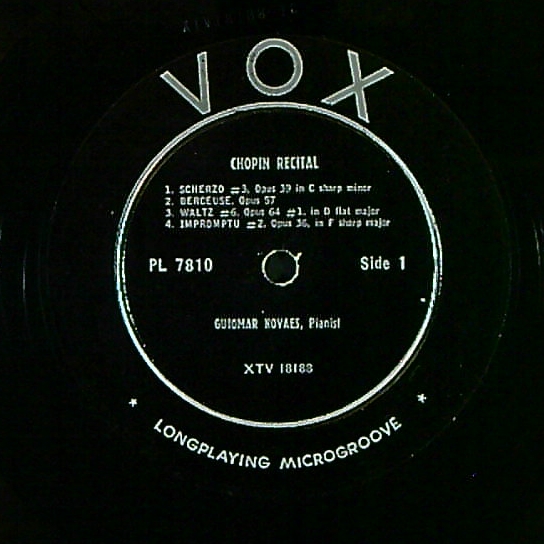 VOX
CHOPIN RECITAL
1. SCHERZO #3, Opus 39 in C sharp minor
2. BERCEUSE, Opus 57
3. WALTZ #6, Opus 64 #1, in D flat major
4. IMPROMPTU #2, Opus 36, in F sharp major
PL 7810
Side 1
GUIOMAR NOVAES, Pianist
XTV 18183
* LONGPLAYING MICROGROOVE *